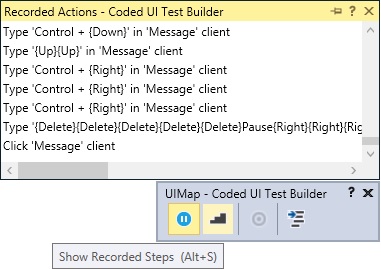 Recorded Actions - Coded UI Test Builder
Type 'Control + {Down}' in 'Message' client
Type '{Up}{Up}' in 'Message' client
Type 'Control + {Right}' in 'Message' client
Type 'Control + {Right}' in 'Message' client
Type 'Control + {Right}' in 'Message' client
Type '{Delete}{Delete}{Delete}{Delete}{Delete}Pause{Right}{Right}{Rig
Click 'Message' client
UIMap - Coded UI Test Builder
Show Recorded Steps (Alt+S)